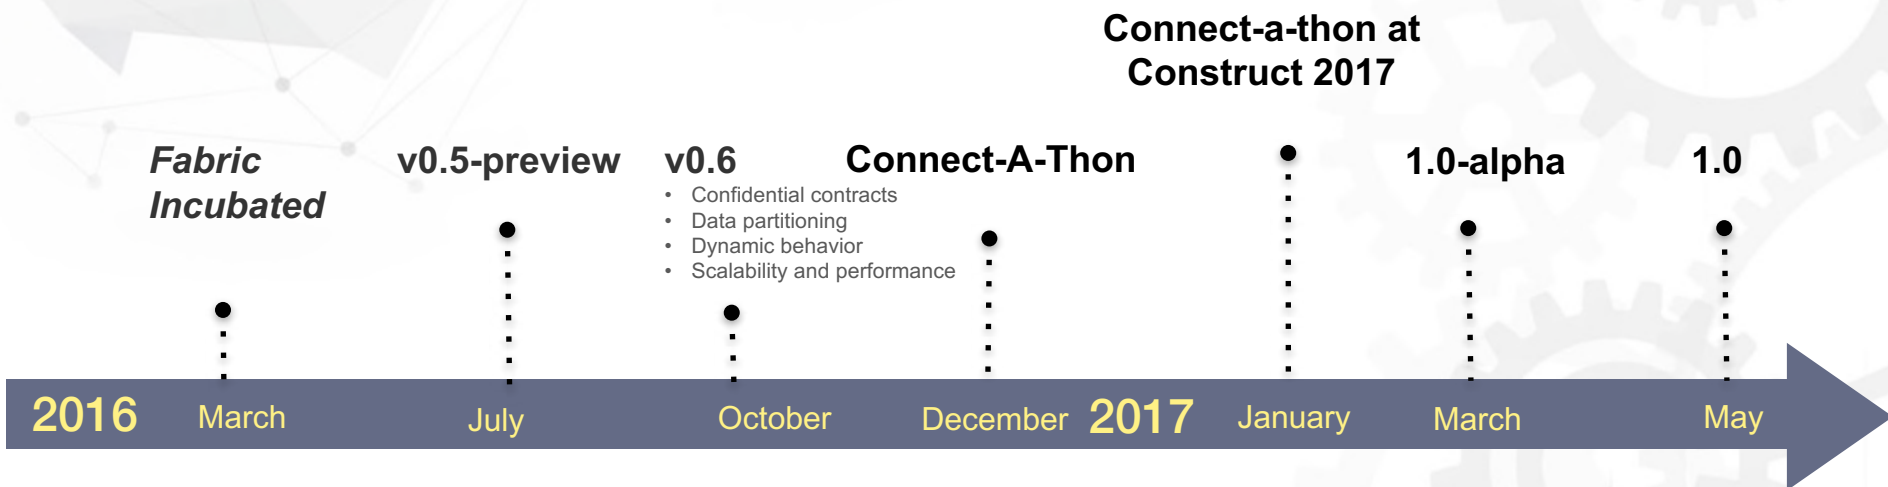 Connect-a-thon at
Construct 2017
Fabric
Incubated
v0.5-preview
v0.6
• Confidential contracts
• Data partitioning
• Dynamic behavior
• Scalability and performance
Connect-A-Thon
1.0-alpha
1.0
2016 March July October December 2017 January March May